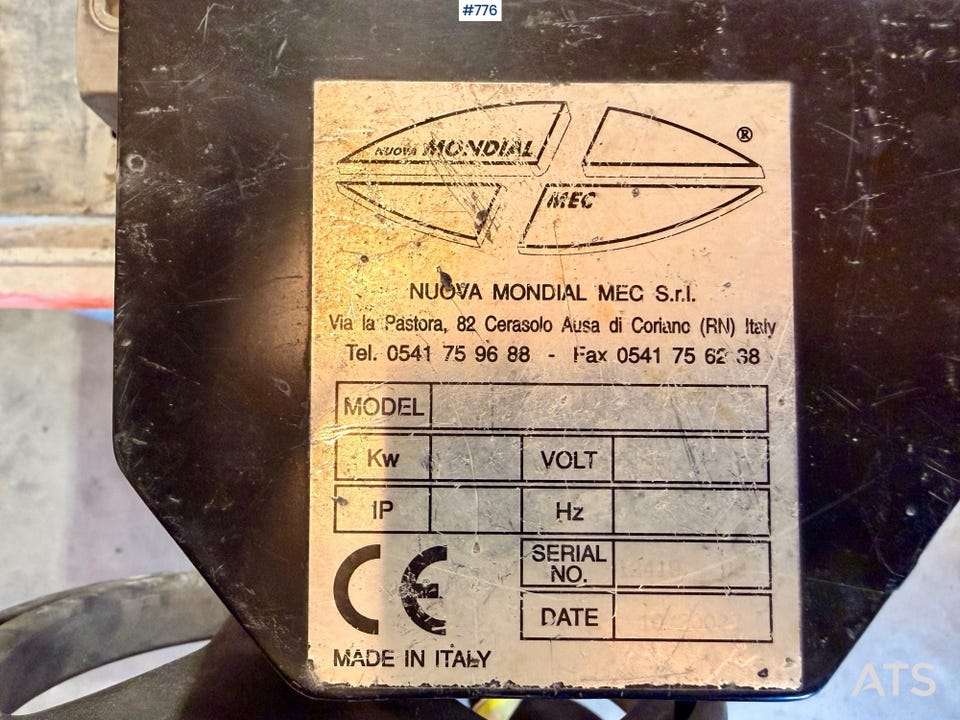 #776
NUOVA MONDIAL ®
MEC
NUOVA MONDIAL MEC S.r.l.
Via la Pastora, 82 Cerasolo Ausa di Coriano (RN) Italy
Tel. 0541 75 96 88 - Fax 0541 75 62 38
MODEL
Kw VOLT
IP Hz
SERIAL NO.
DATE
CE
MADE IN ITALY
ATS